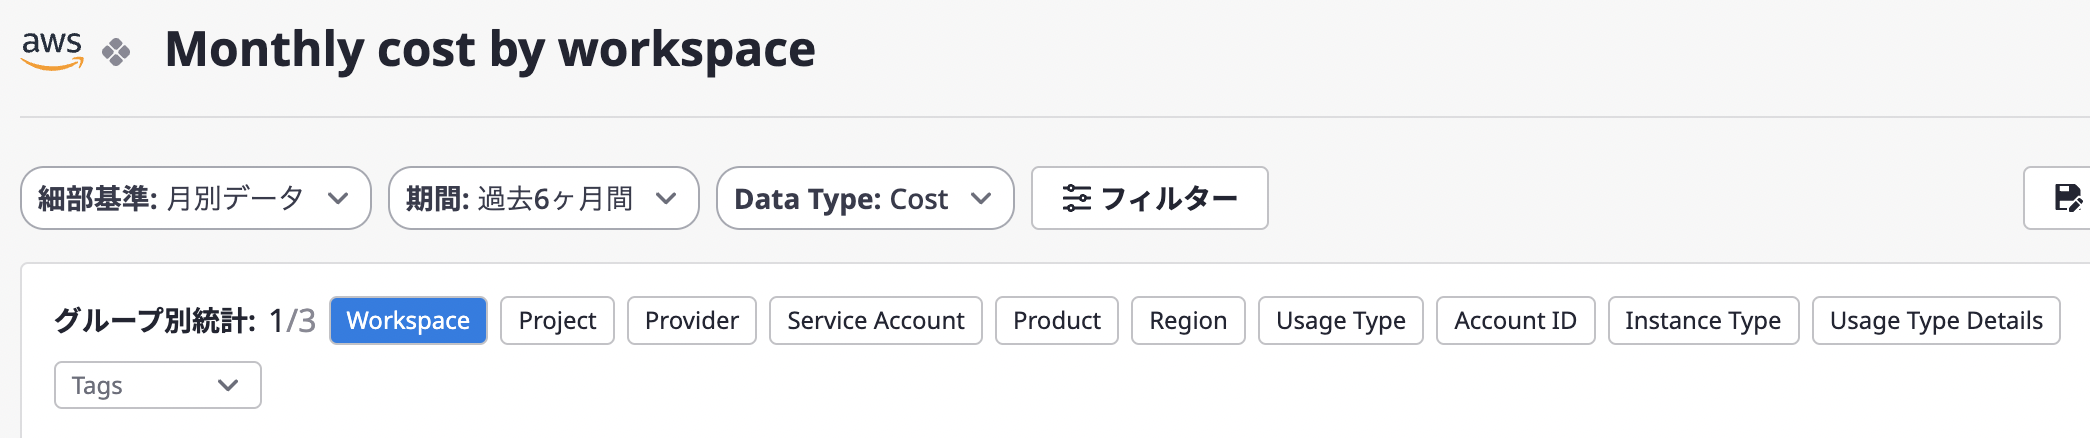 aws Monthly cost by workspace
細部基準: 月別データ 期間: 過去6ヶ月間 Data Type: Cost フィルター
グループ別統計: 1/3 Workspace Project Provider Service Account Product Region Usage Type Account ID Instance Type Usage Type Details
Tags